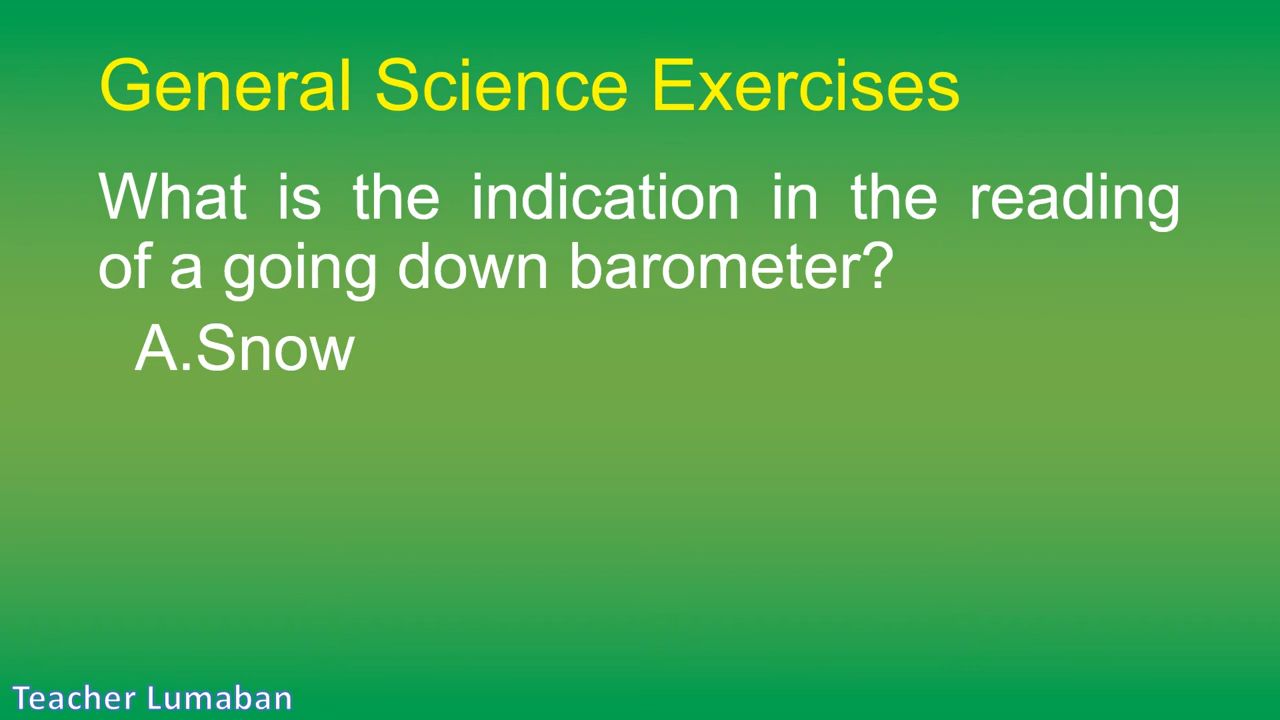 General Science Exercises
What is the indication in the reading
of a going down barometer?
A.Snow
Teacher Lumaban